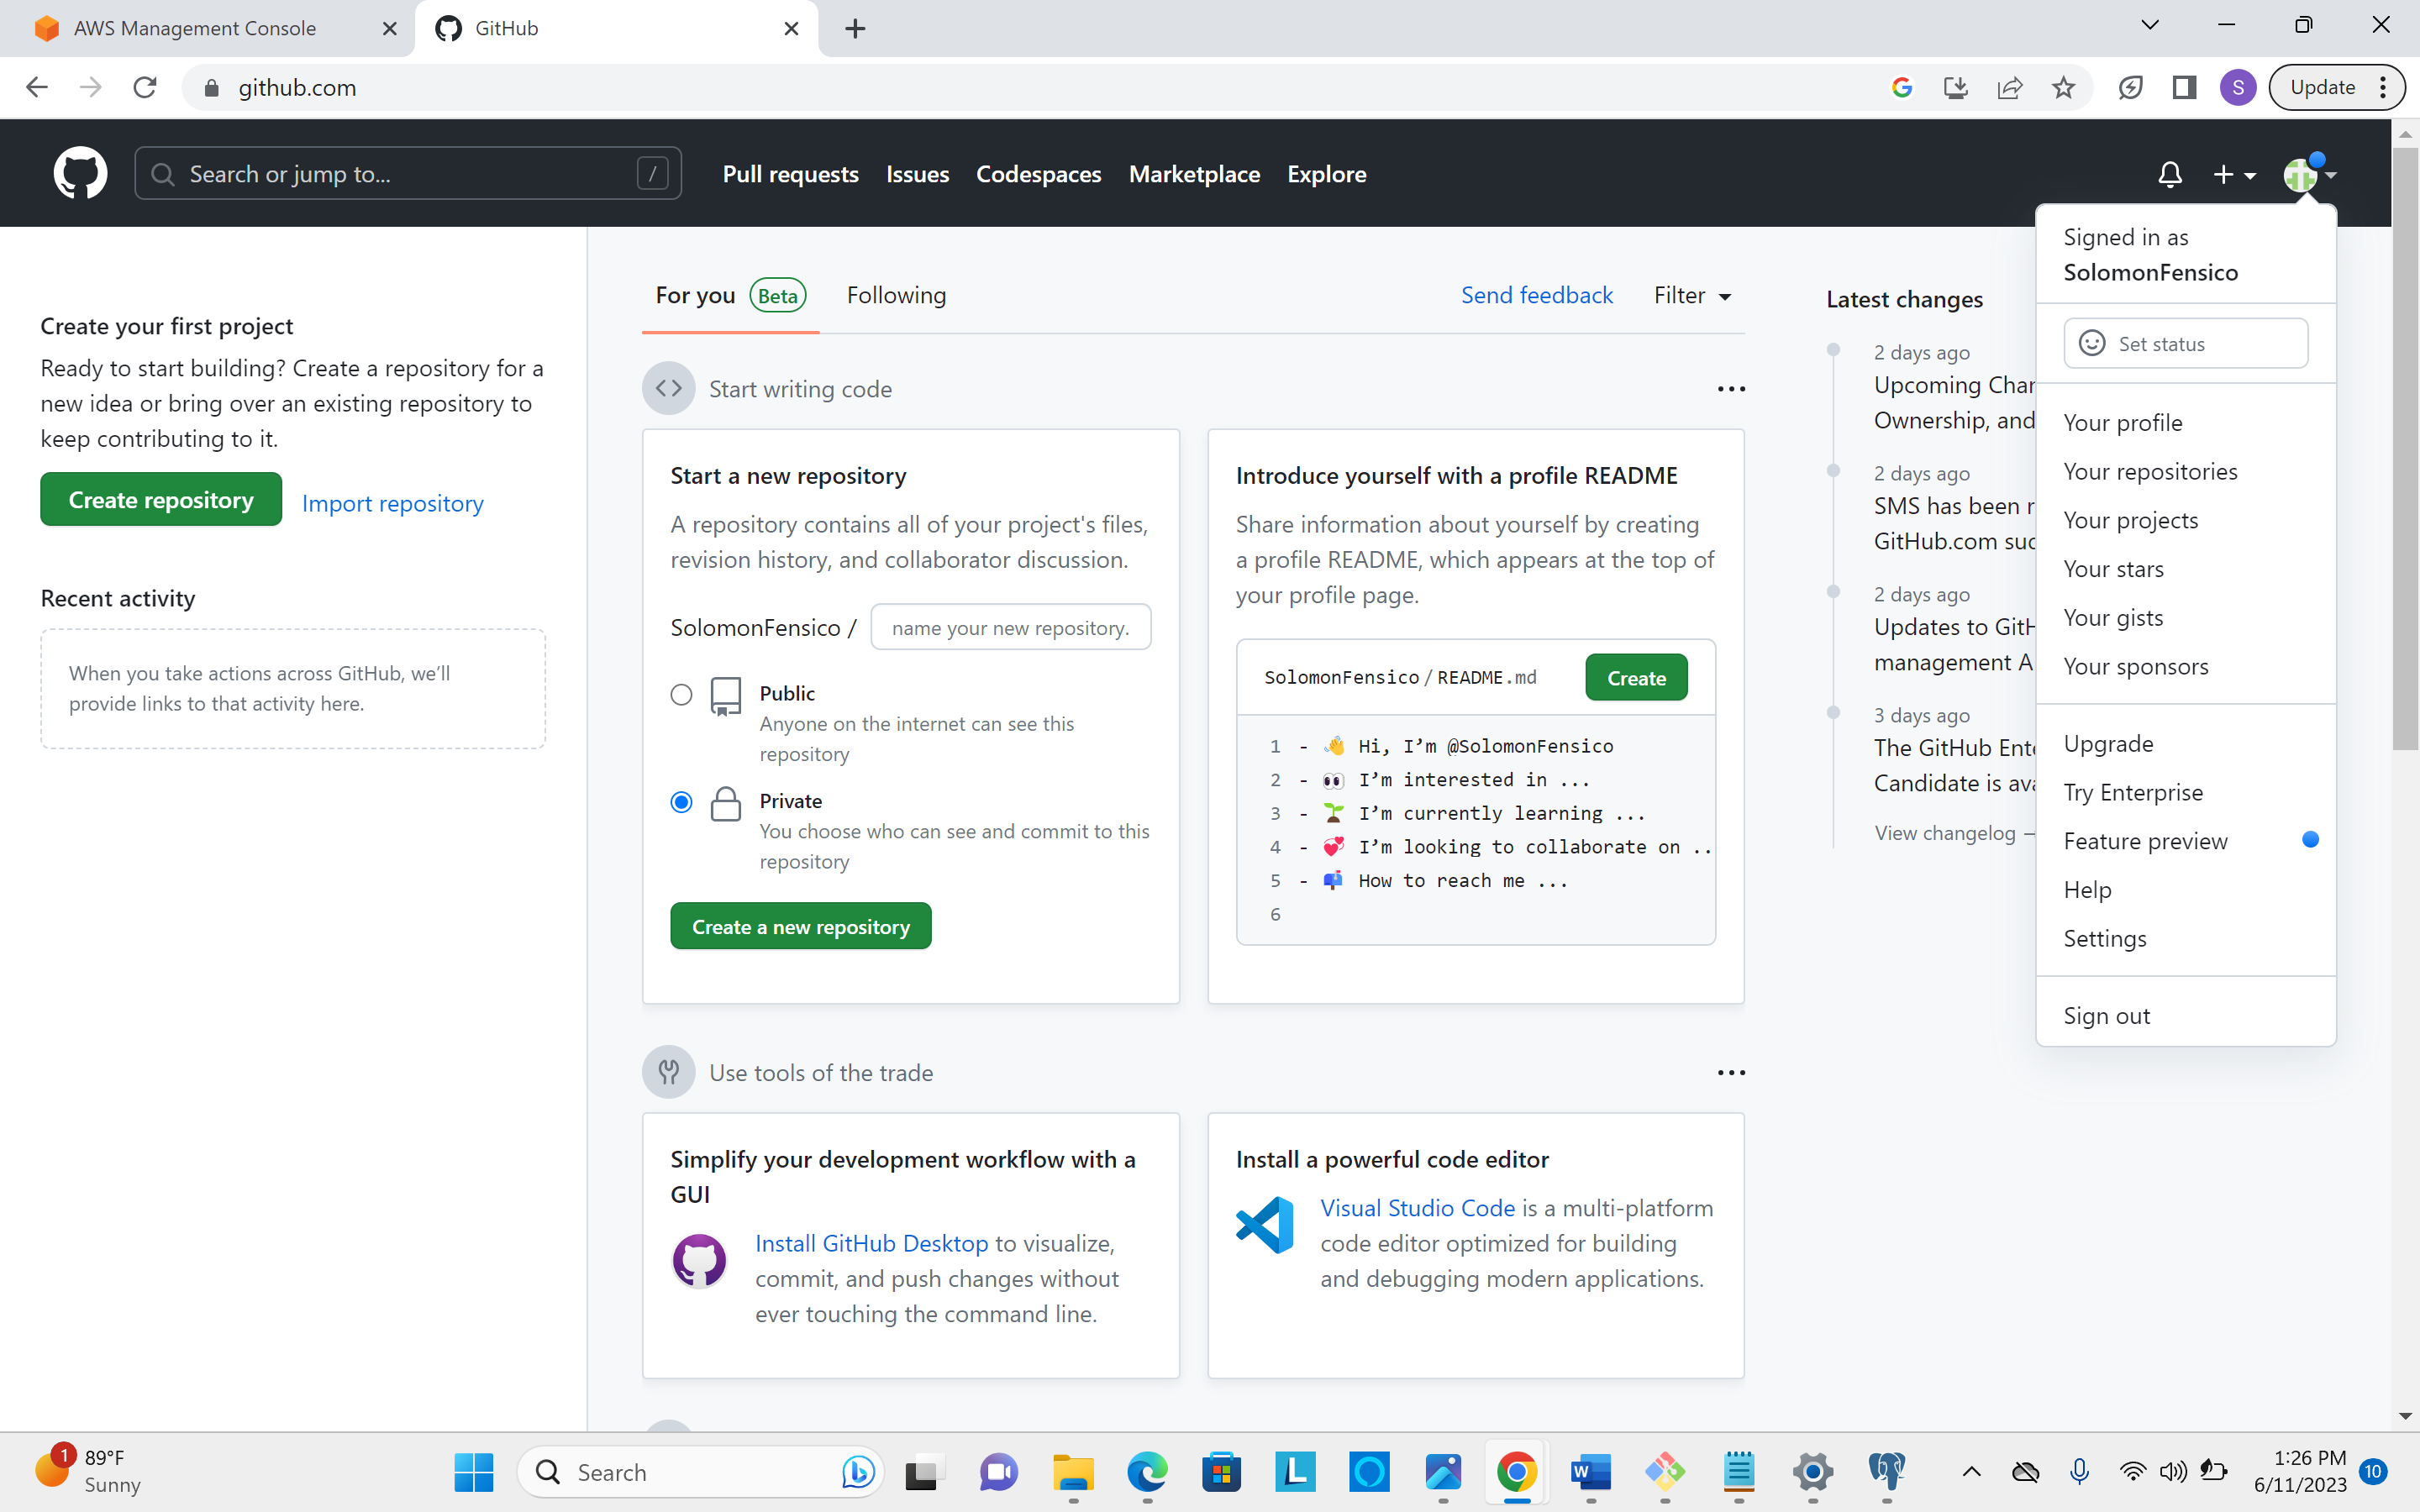 AWS Management Console
GitHub
github.com
Update
S
Search or jump to...
/
Pull requests
Issues
Codespaces
Marketplace
Explore
Create your first project
Ready to start building? Create a repository for a
new idea or bring over an existing repository to
keep contributing to it.
Create repository
Import repository
Recent activity
When you take actions across GitHub, we’ll
provide links to that activity here.
For you Beta
Following
Send feedback
Filter
Start writing code
Start a new repository
A repository contains all of your project's files,
revision history, and collaborator discussion.
SolomonFensico /
name your new repository.
Public
Anyone on the internet can see this
repository
Private
You choose who can see and commit to this
repository
Create a new repository
Introduce yourself with a profile README
Share information about yourself by creating
a profile README, which appears at the top of
your profile page.
SolomonFensico / README.md
Create
1 - 👋 Hi, I’m @SolomonFensico
2 - 👀 I’m interested in ...
3 - 🌱 I’m currently learning ...
4 - 💞️ I’m looking to collaborate on ..
5 - 📫 How to reach me ...
6
Use tools of the trade
Simplify your development workflow with a
GUI
Install GitHub Desktop to visualize,
commit, and push changes without
ever touching the command line.
Install a powerful code editor
Visual Studio Code is a multi-platform
code editor optimized for building
and debugging modern applications.
Latest changes
2 days ago
Upcoming Char
Ownership, and
2 days ago
SMS has been r
GitHub.com suc
2 days ago
Updates to GitH
management A
3 days ago
The GitHub Ente
Candidate is ava
View changelog
Signed in as
SolomonFensico
Set status
Your profile
Your repositories
Your projects
Your stars
Your gists
Your sponsors
Upgrade
Try Enterprise
Feature preview
Help
Settings
Sign out
1
89°F
Sunny
Search
L
W
1:26 PM
6/11/2023
10